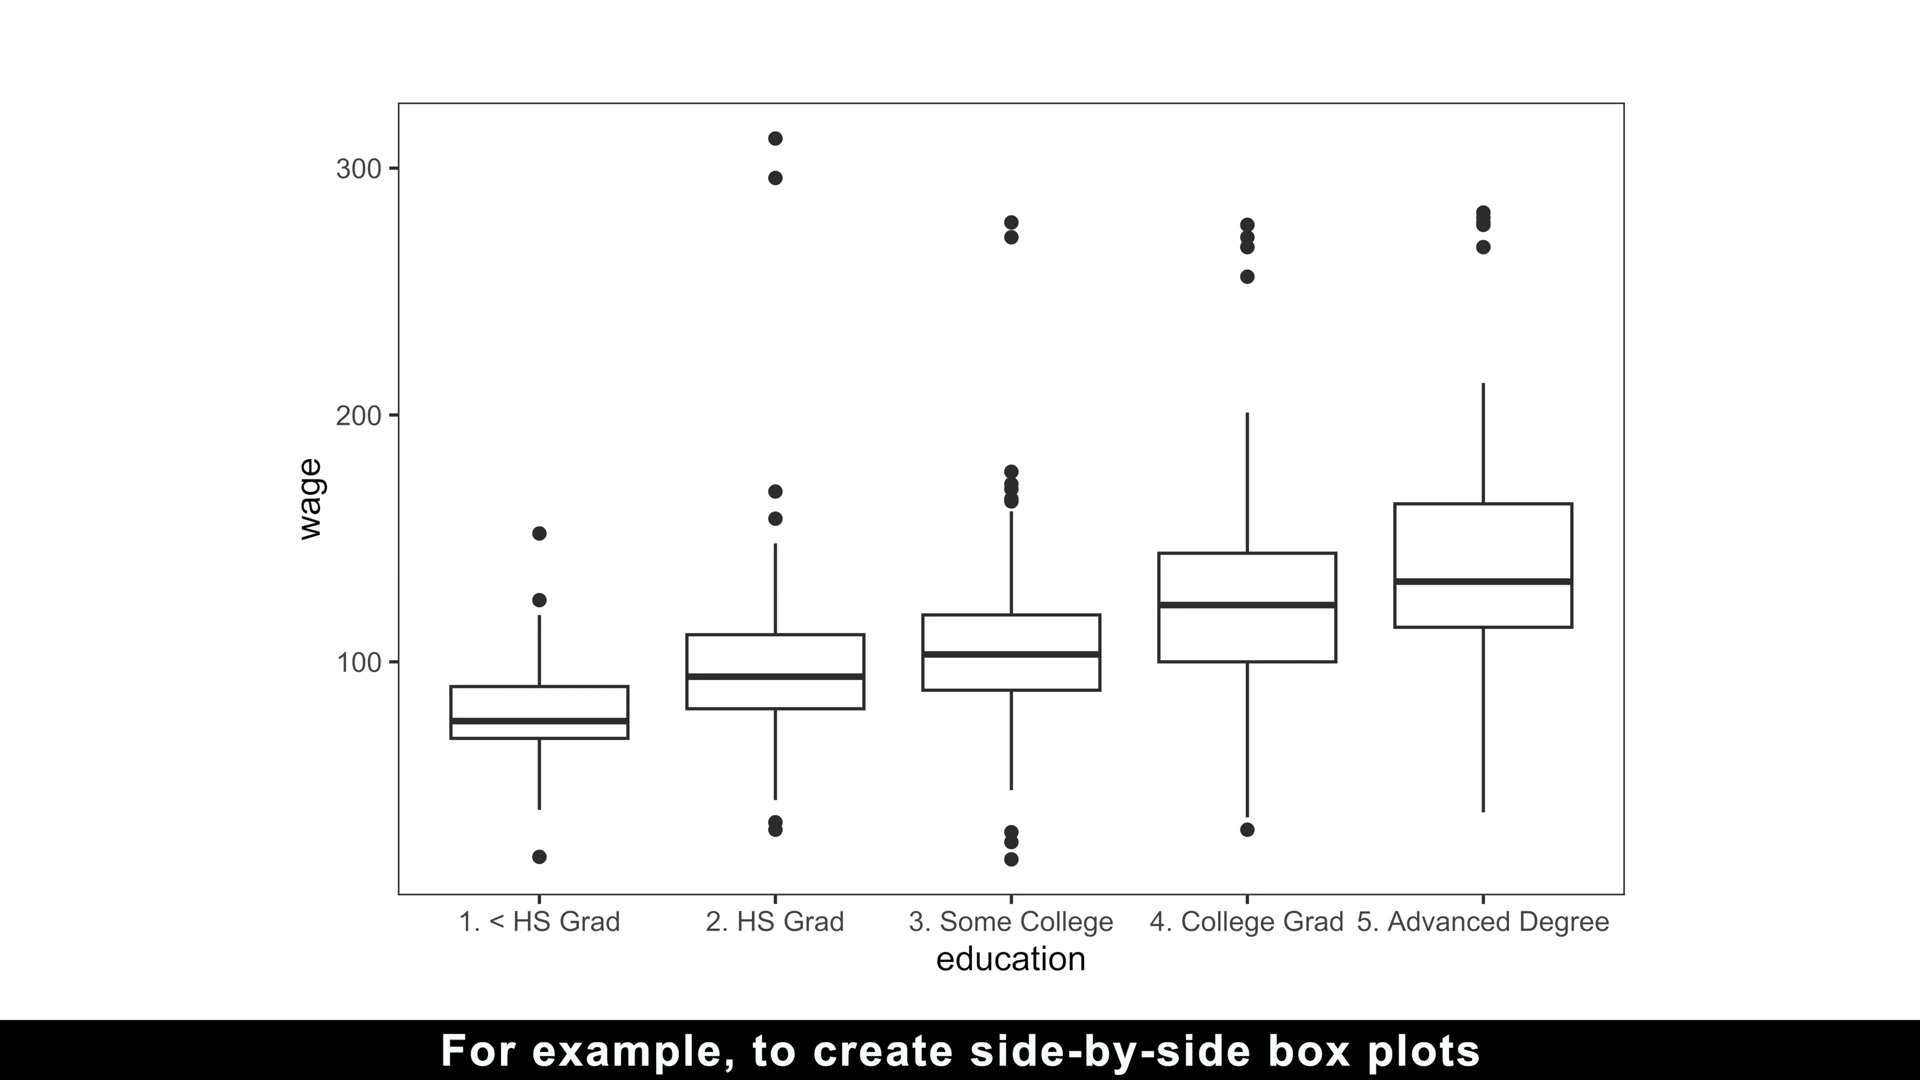 300
200
100
wage
1. < HS Grad
2. HS Grad
3. Some College
4. College Grad
5. Advanced Degree
education
For example, to create side-by-side box plots